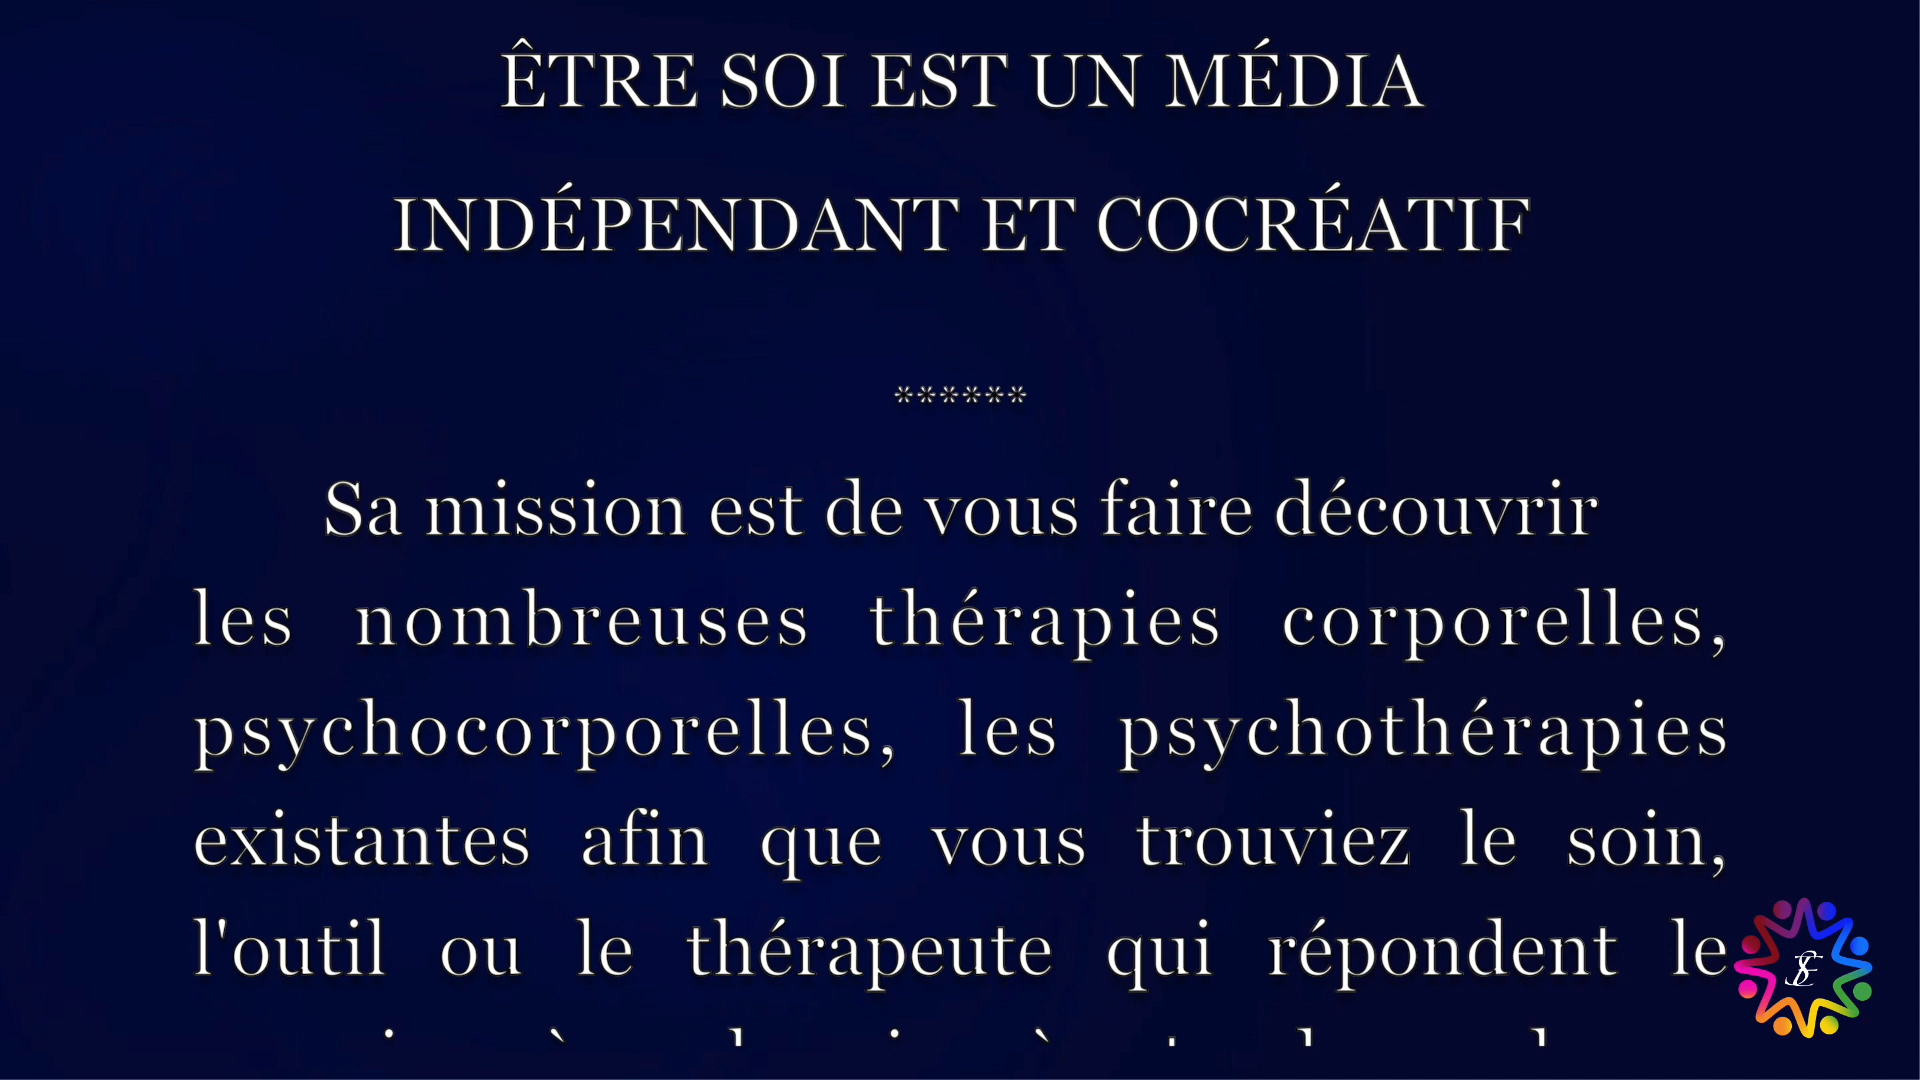 ÊTRE SOI EST UN MÉDIA
INDÉPENDANT ET COCRÉATIF
******
Sa mission est de vous faire découvrir
les nombreuses thérapies corporelles,
psychocorporelles, les psychothérapies
existantes afin que vous trouviez le soin,
l'outil ou le thérapeute qui répondent le